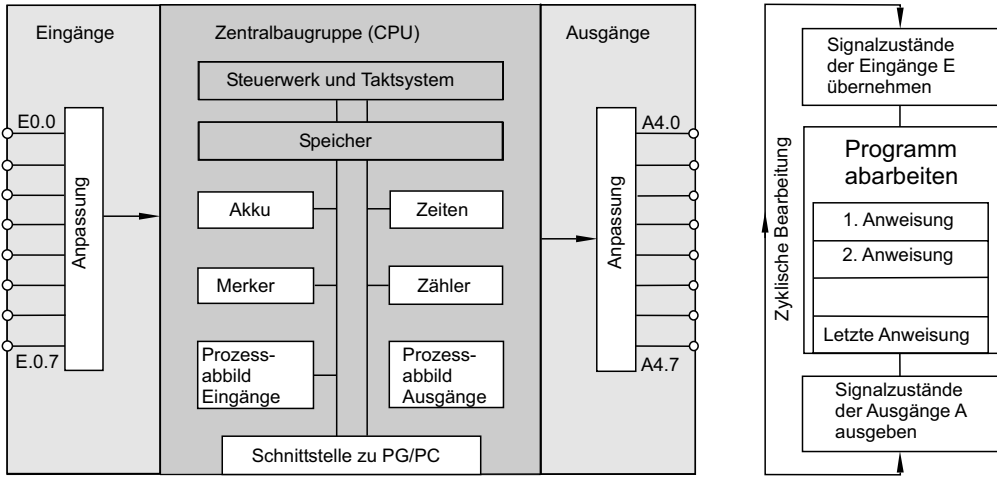 Eingänge
E0.0
Anpassung
E.0.7
Zentralbaugruppe (CPU)
Steuerwerk und Taktsystem
Speicher
Akku
Zeiten
Merker
Zähler
Prozess-
abbild
Eingänge
Prozess-
abbild
Ausgänge
Schnittstelle zu PG/PC
Ausgänge
A4.0
Anpassung
A4.7
Zyklische Bearbeitung
Signalzustände
der Eingänge E
übernehmen
Programm
abarbeiten
1. Anweisung
2. Anweisung
Letzte Anweisung
Signalzustände
der Ausgänge A
ausgeben